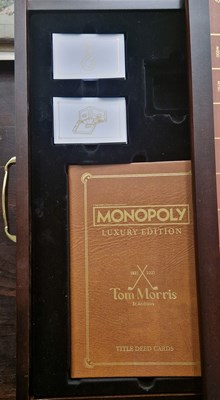 MONOPOLY
LUXURY EDITION
Tom Morris
TITLE DEED CARDS